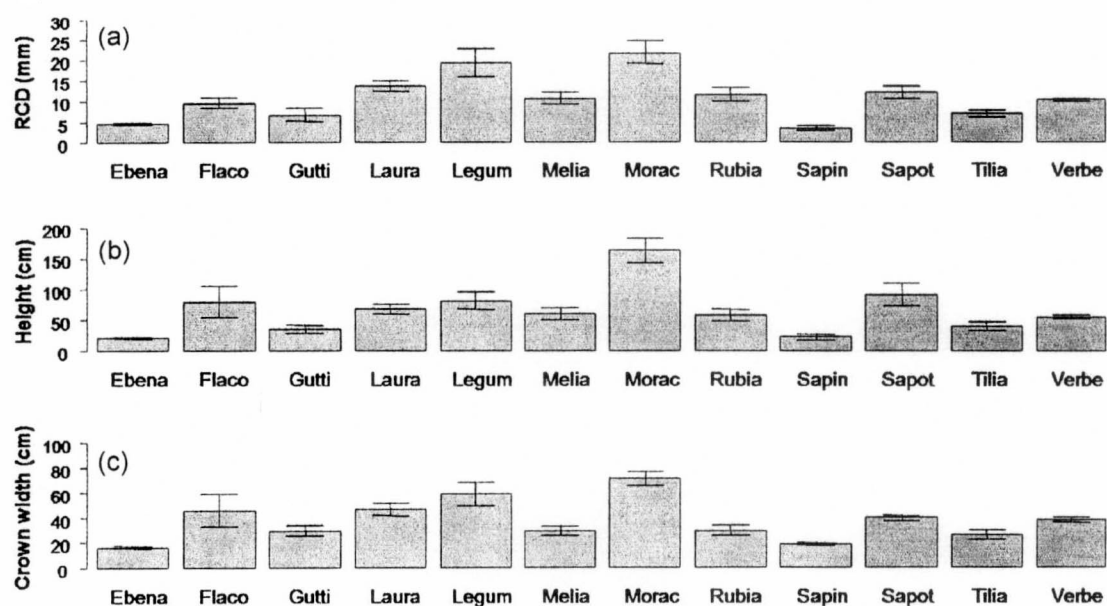 (a)
RCD (mm)
30
25
20
15
10
5
0
Ebena Flaco Gutti Laura Legum Melia Morac Rubia Sapin Sapot Tilia Verbe
(b)
Height (cm)
200
150
100
50
0
Ebena Flaco Gutti Laura Legum Melia Morac Rubia Sapin Sapot Tilia Verbe
(c)
Crown width (cm)
100
80
60
40
20
0
Ebena Flaco Gutti Laura Legum Melia Morac Rubia Sapin Sapot Tilia Verbe